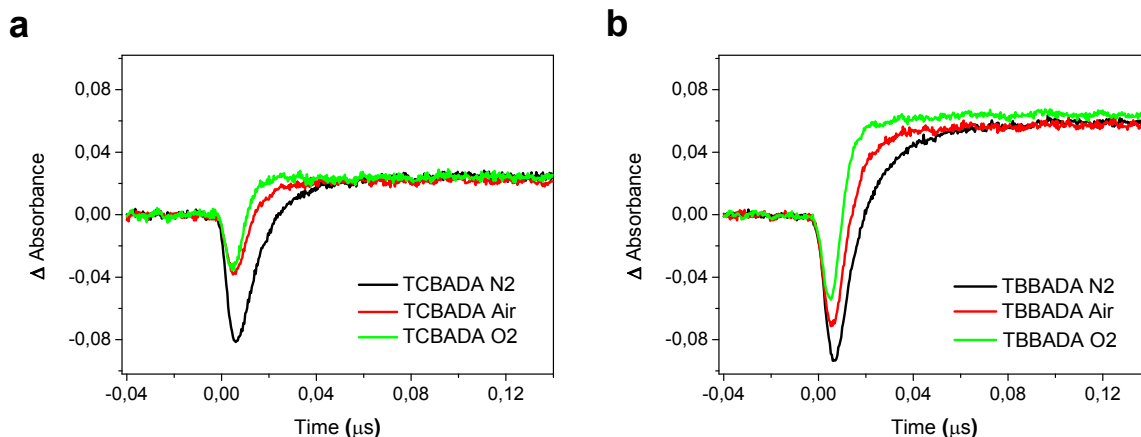 a
0,08
0,04
0,00
-0,04
-0,08
Δ Absorbance
TCBADA N2
TCBADA Air
TCBADA O2
-0,04 0,00 0,04 0,08 0,12
Time (μs)
b
0,08
0,04
0,00
-0,04
-0,08
Δ Absorbance
TBBADA N2
TBBADA Air
TBBADA O2
-0,04 0,00 0,04 0,08 0,12
Time (μs)